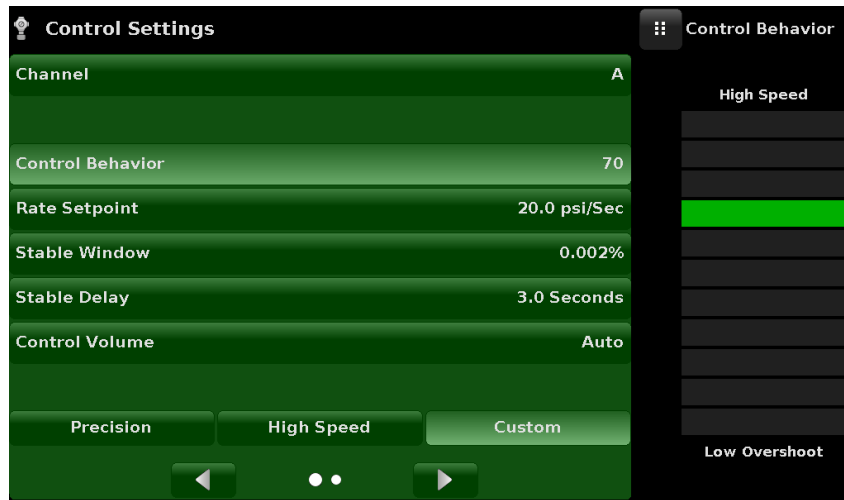 Control Settings
Control Behavior
Channel A
High Speed
Control Behavior 70
Rate Setpoint 20.0 psi/Sec
Stable Window 0.002%
Stable Delay 3.0 Seconds
Control Volume Auto
Precision High Speed Custom
Low Overshoot